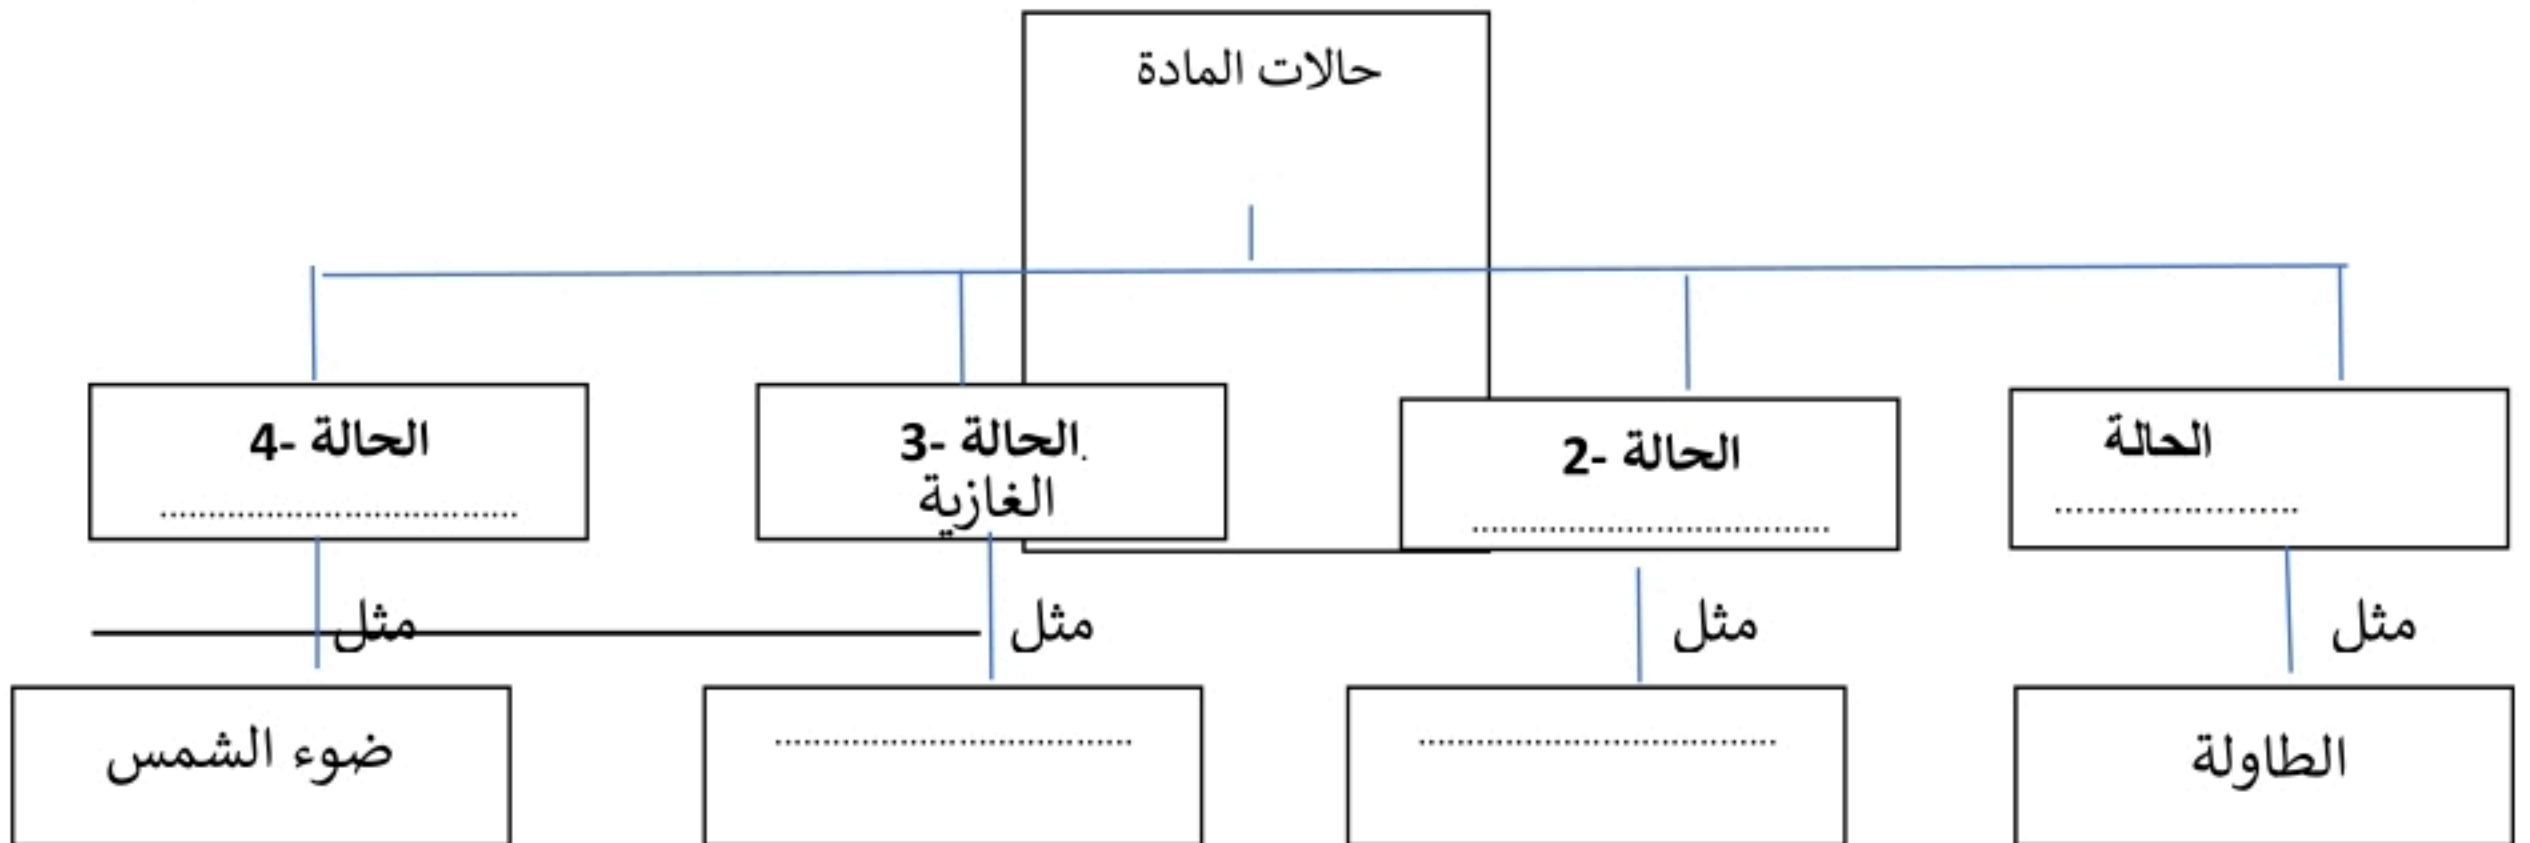 حالات المادة
الحالة
....................
الحالة -2
..............................
الحالة -3.
الغازية
الحالة -4
..............................
مثل
مثل
مثل
مثل
الطاولة
..............................
..............................
ضوء الشمس